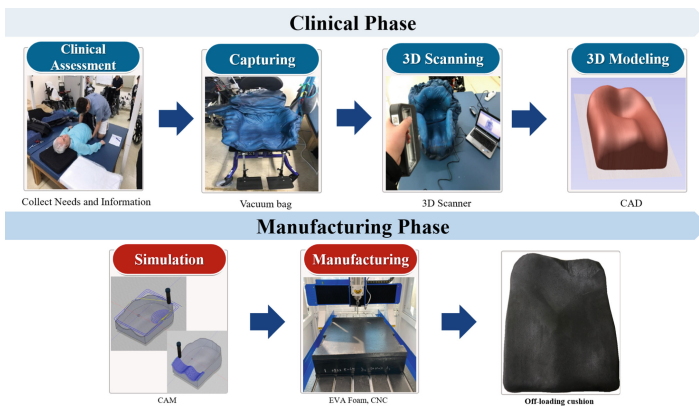 Clinical Phase
Clinical
Assessment
Capturing
3D Scanning
3D Modeling
Collect Needs and Information
Vacuum bag
3D Scanner
CAD
Manufacturing Phase
Simulation
Manufacturing
CAM
EVA Foam, CNC
Off-loading cushion